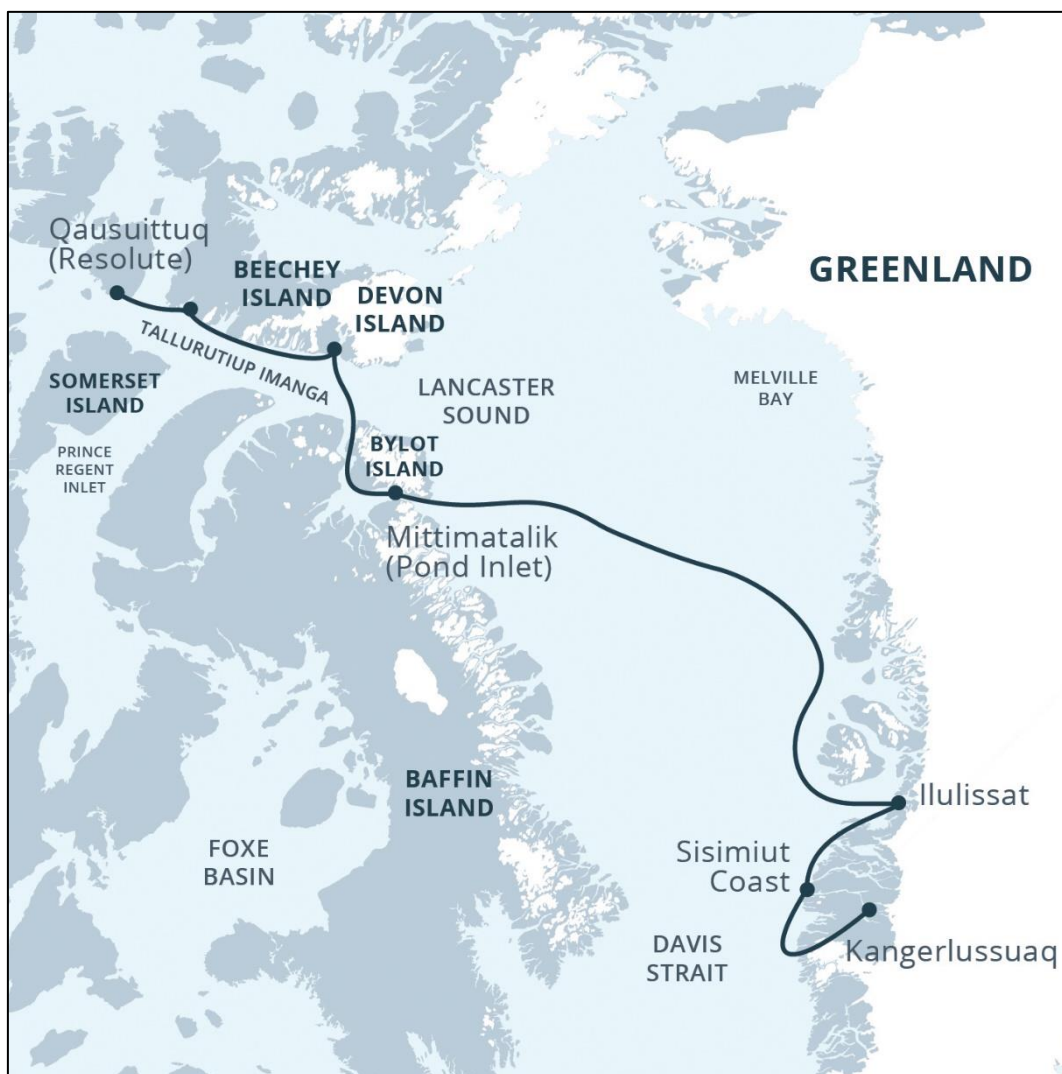 Qausuittuq
(Resolute)
BEECHEY
ISLAND
DEVON
ISLAND
GREENLAND
TALLURUTIUP IMANGA
SOMERSET
ISLAND
LANCASTER
SOUND
MELVILLE
BAY
PRINCE
REGENT
INLET
BYLOT
ISLAND
Mittimatalik
(Pond Inlet)
BAFFIN
ISLAND
Ilulissat
FOXE
BASIN
Sisimiut
Coast
DAVIS
STRAIT
Kangerlussuaq